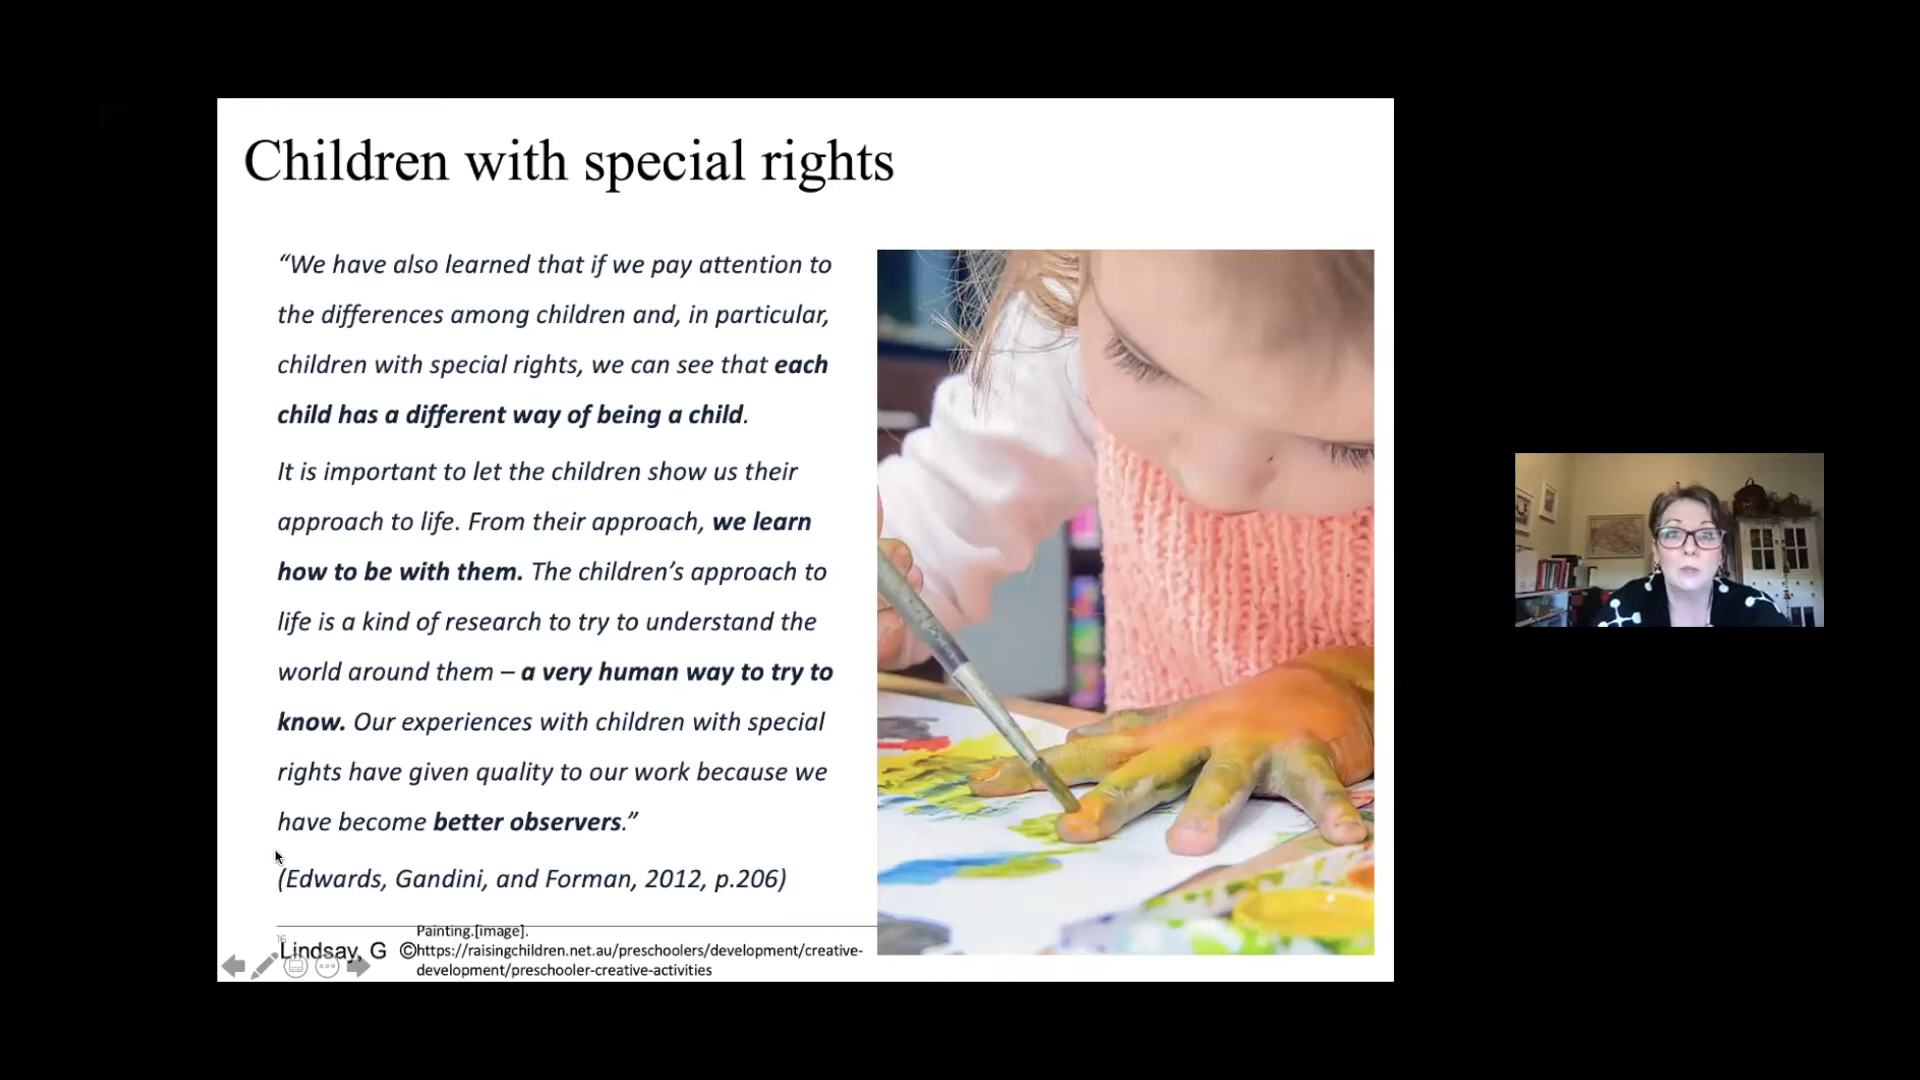 Children with special rights
“We have also learned that if we pay attention to
the differences among children and, in particular,
children with special rights, we can see that each
child has a different way of being a child.
It is important to let the children show us their
approach to life. From their approach, we learn
how to be with them. The children’s approach to
life is a kind of research to try to understand the
world around them – a very human way to try to
know. Our experiences with children with special
rights have given quality to our work because we
have become better observers.”
(Edwards, Gandini, and Forman, 2012, p.206)
16
Lindsay, G ©
Painting.[image].
https://raisingchildren.net.au/preschoolers/development/creative-
development/preschooler-creative-activities